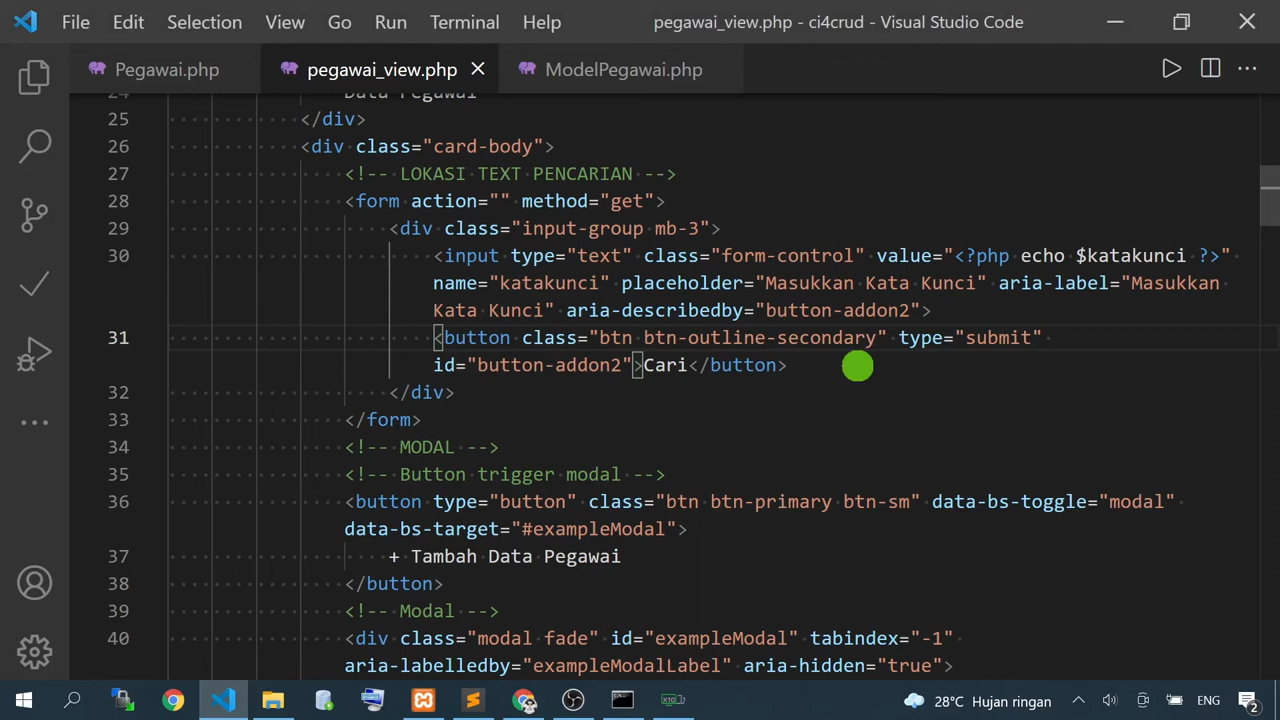 File Edit Selection View Go Run Terminal Help pegawai_view.php - ci4crud - Visual Studio Code
Pegawai.php pegawai_view.php ModelPegawai.php
24 Data Pegawai
25 </div>
26 <div class="card-body">
27 <!-- LOKASI TEXT PENCARIAN -->
28 <form action="" method="get">
29 <div class="input-group mb-3">
30 <input type="text" class="form-control" value="<?php echo $katakunci ?>"
name="katakunci" placeholder="Masukkan Kata Kunci" aria-label="Masukkan
Kata Kunci" aria-describedby="button-addon2">
31 <button class="btn btn-outline-secondary" type="submit"
id="button-addon2">Cari</button>
32 </div>
33 </form>
34 <!-- MODAL -->
35 <!-- Button trigger modal -->
36 <button type="button" class="btn btn-primary btn-sm" data-bs-toggle="modal"
data-bs-target="#exampleModal">
37 + Tambah Data Pegawai
38 </button>
39 <!-- Modal -->
40 <div class="modal fade" id="exampleModal" tabindex="-1"
aria-labelledby="exampleModalLabel" aria-hidden="true">
28°C Hujan ringan ENG 2